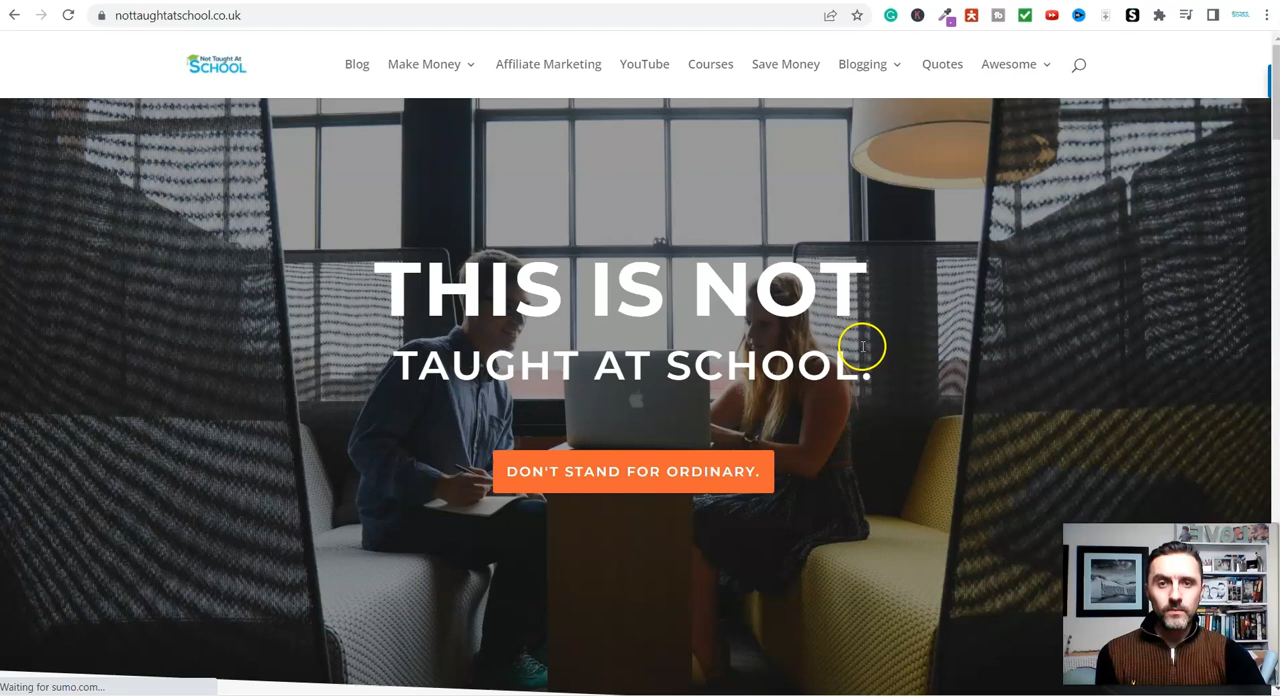 nottaughtatschool.co.uk
Not Taught At
SCHOOL
Blog Make Money Affiliate Marketing YouTube Courses Save Money Blogging Quotes Awesome
THIS IS NOT
TAUGHT AT SCHOOL.
DON'T STAND FOR ORDINARY.
Waiting for sumo.com...